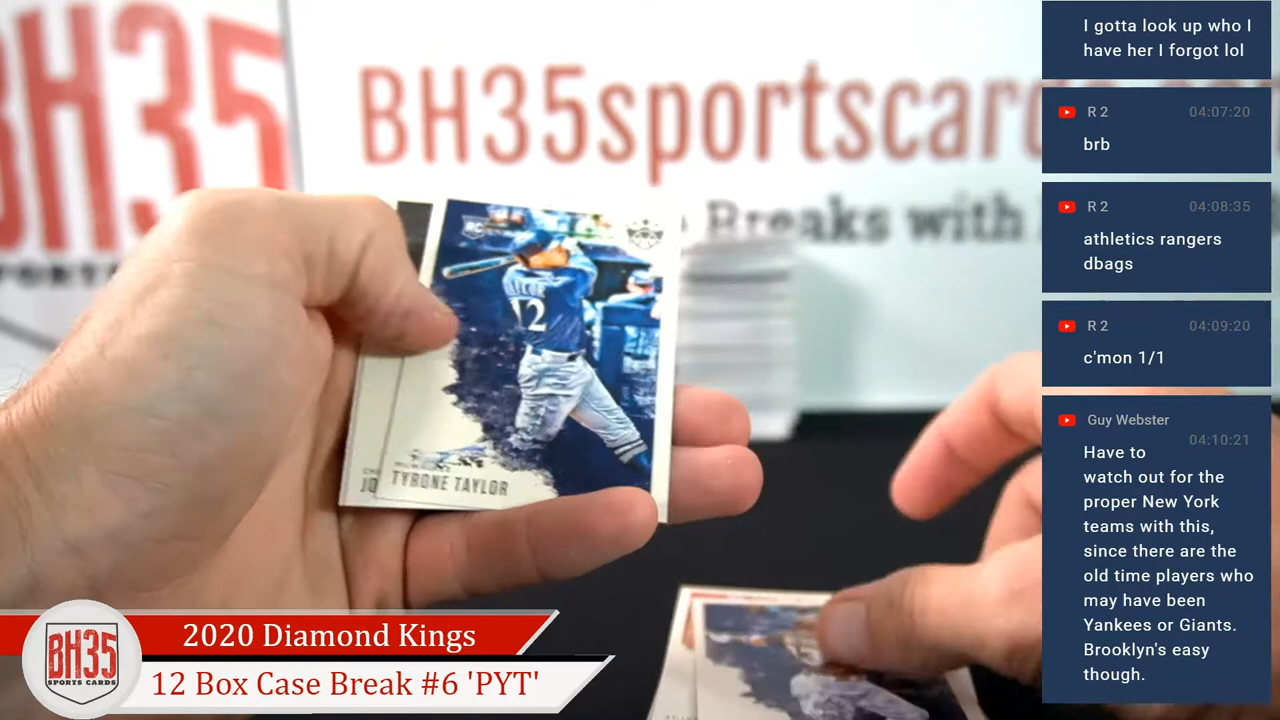 BH35
SPORTS
BH35sportscards
Breaks with
RC
12
TYRONE TAYLOR
JO
I gotta look up who I
have her I forgot lol
R 2 04:07:20
brb
R 2 04:08:35
athletics rangers
dbags
R 2 04:09:20
c'mon 1/1
Guy Webster
04:10:21
Have to
watch out for the
proper New York
teams with this,
since there are the
old time players who
may have been
Yankees or Giants.
Brooklyn's easy
though.
BH35
SPORTS CARDS
2020 Diamond Kings
12 Box Case Break #6 'PYT'